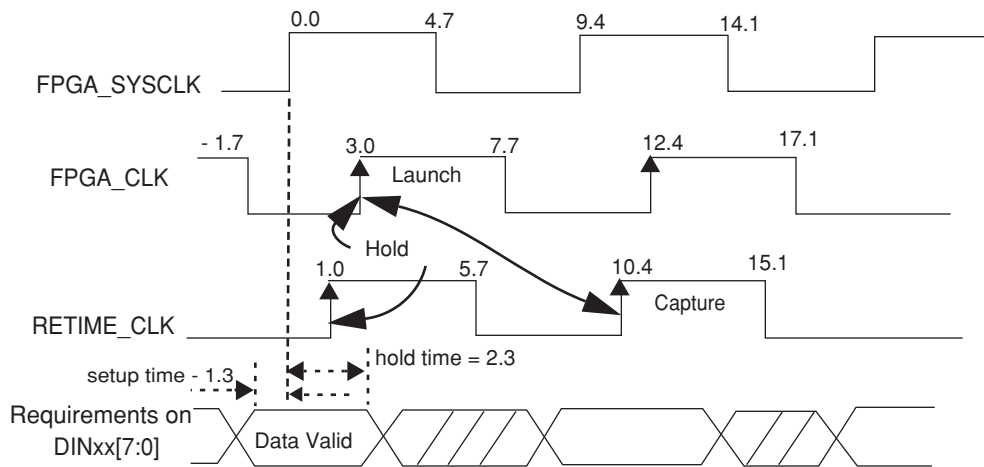 0.0 4.7 9.4 14.1
FPGA_SYSCLK
- 1.7 3.0 7.7 12.4 17.1
FPGA_CLK Launch
Hold
1.0 5.7 10.4 15.1
Capture
RETIME_CLK
hold time = 2.3
setup time - 1.3
Requirements on
DINxx[7:0] Data Valid